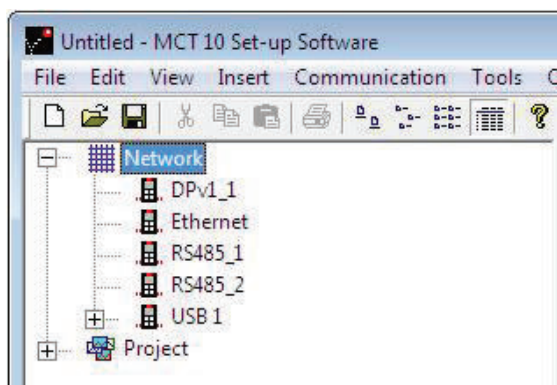 Untitled - MCT 10 Set-up Software
File Edit View Insert Communication Tools
Network
DPv1_1
Ethernet
RS485_1
RS485_2
USB 1
Project